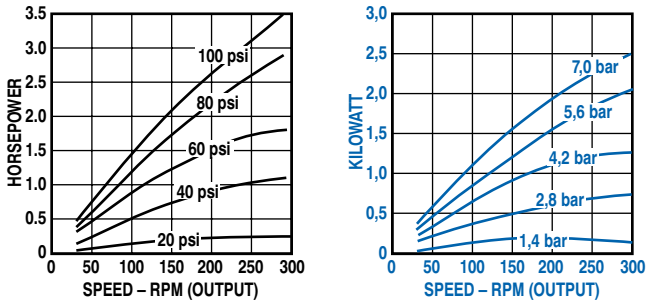 3.5
3.0
2.5
2.0
1.5
1.0
0.5
0
HORSEPOWER
100 psi
80 psi
60 psi
40 psi
20 psi
0 50 100 150 200 250 300
SPEED – RPM (OUTPUT)
3,0
2,5
2,0
1,5
1,0
0,5
0
KILOWATT
7,0 bar
5,6 bar
4,2 bar
2,8 bar
1,4 bar
0 50 100 150 200 250 300
SPEED – RPM (OUTPUT)